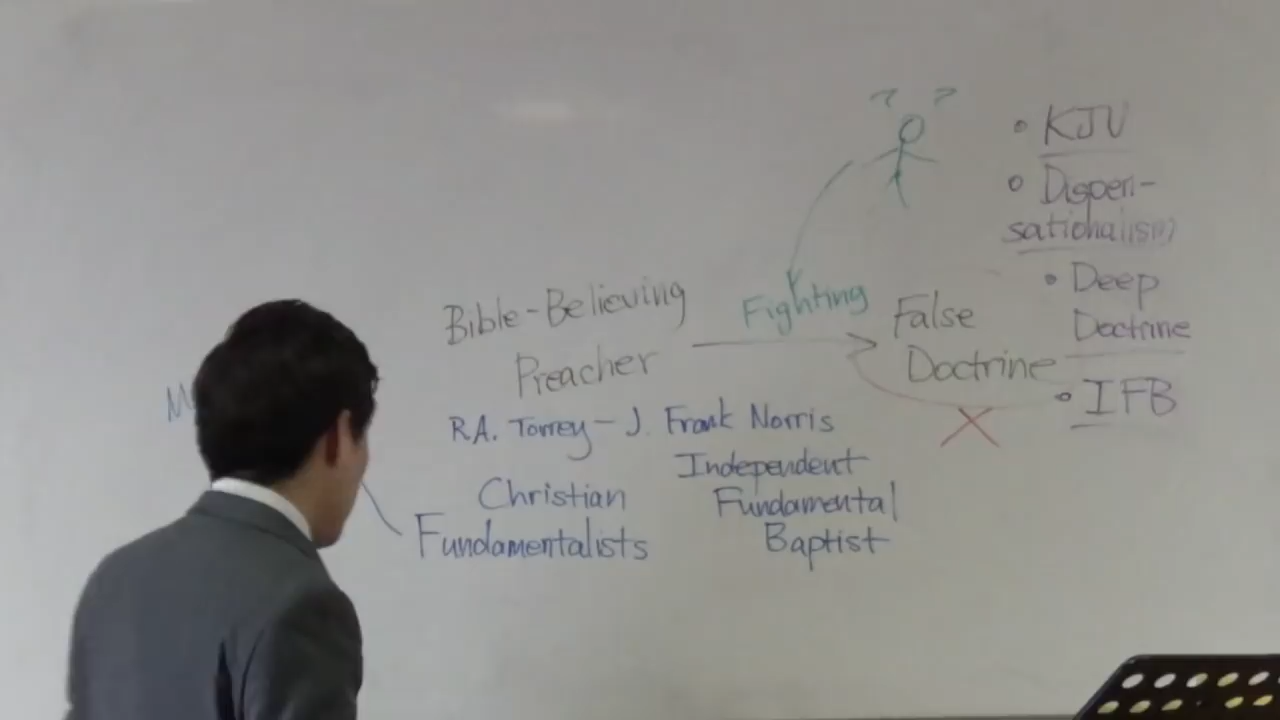 ? ?
• KJV
• Dispen-
sationalism
• Deep
Doctrine
• IFB
Bible-Believing
Preacher
Fighting
False
Doctrine
R.A. Torrey - J. Frank Norris
Independent
Fundamental
Baptist
Christian
Fundamentalists